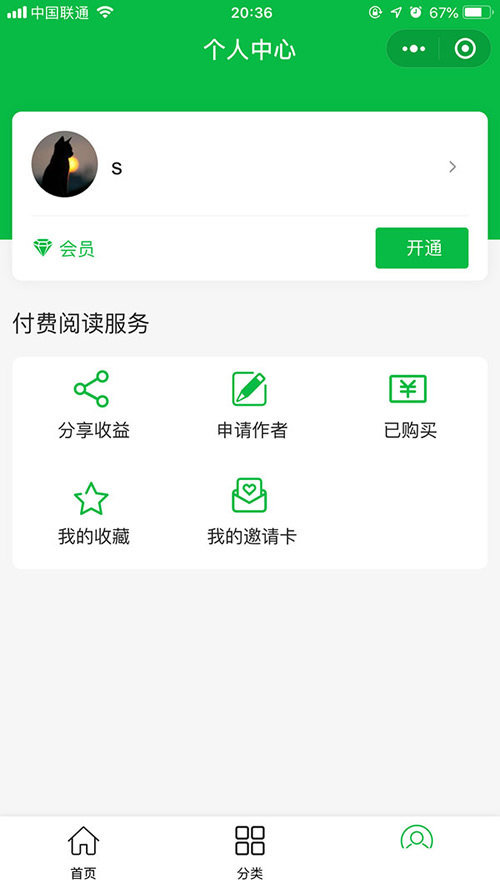 中国联通 20:36 67%
个人中心
s
会员 开通
付费阅读服务
分享收益 申请作者 已购买
我的收藏 我的邀请卡
首页 分类